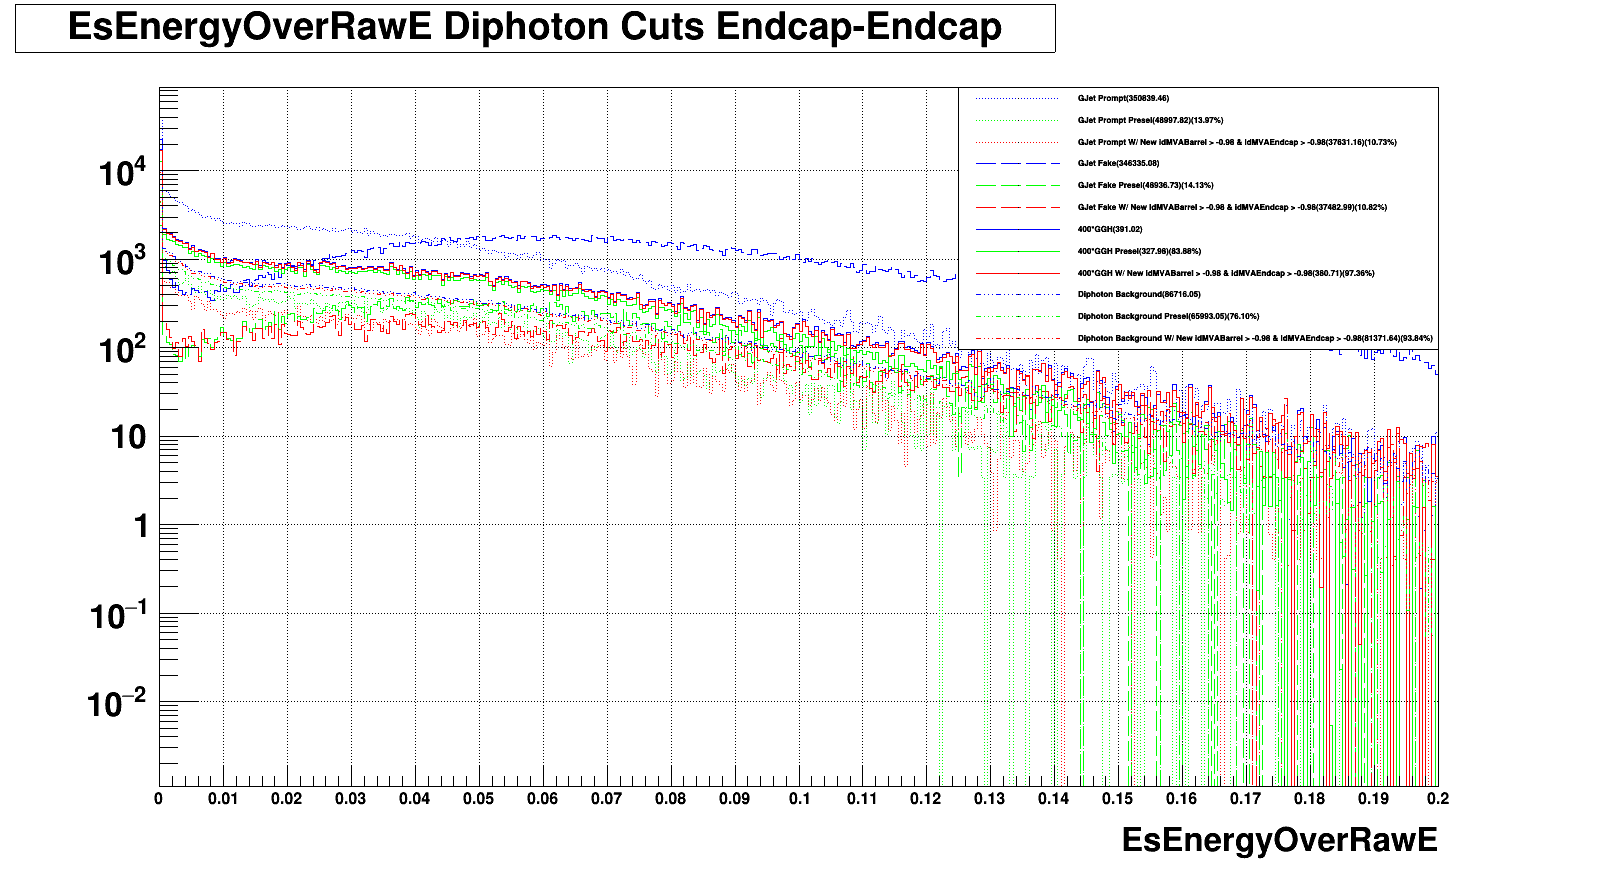 EsEnergyOverRawE Diphoton Cuts Endcap-Endcap
GJet Prompt(350839.46)
GJet Prompt Presel(48997.82)(13.97%)
GJet Prompt W/ New idMVABarrel > -0.98 & idMVAEndcap > -0.98(37631.16)(10.73%)
GJet Fake(346335.08)
GJet Fake Presel(48936.73)(14.13%)
GJet Fake W/ New idMVABarrel > -0.98 & idMVAEndcap > -0.98(37482.99)(10.82%)
400*GGH(391.02)
400*GGH Presel(327.98)(83.88%)
400*GGH W/ New idMVABarrel > -0.98 & idMVAEndcap > -0.98(380.71)(97.36%)
Diphoton Background(86716.05)
Diphoton Background Presel(65993.05)(76.10%)
Diphoton Background W/ New idMVABarrel > -0.98 & idMVAEndcap > -0.98(81371.64)(93.84%)
10⁴
10³
10²
10
1
10⁻¹
10⁻²
0 0.01 0.02 0.03 0.04 0.05 0.06 0.07 0.08 0.09 0.1 0.11 0.12 0.13 0.14 0.15 0.16 0.17 0.18 0.19 0.2
EsEnergyOverRawE